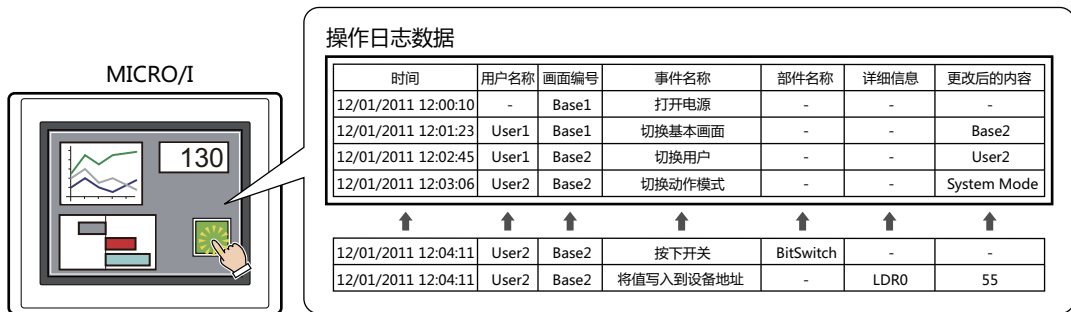 操作日志数据
MICRO/I
130
时间 用户名称 画面编号 事件名称 部件名称 详细信息 更改后的内容
12/01/2011 12:00:10 - Base1 打开电源 - - -
12/01/2011 12:01:23 User1 Base1 切换基本画面 - - Base2
12/01/2011 12:02:45 User1 Base2 切换用户 - - User2
12/01/2011 12:03:06 User2 Base2 切换动作模式 - - System Mode
12/01/2011 12:04:11 User2 Base2 按下开关 BitSwitch - -
12/01/2011 12:04:11 User2 Base2 将值写入到设备地址 - LDR0 55